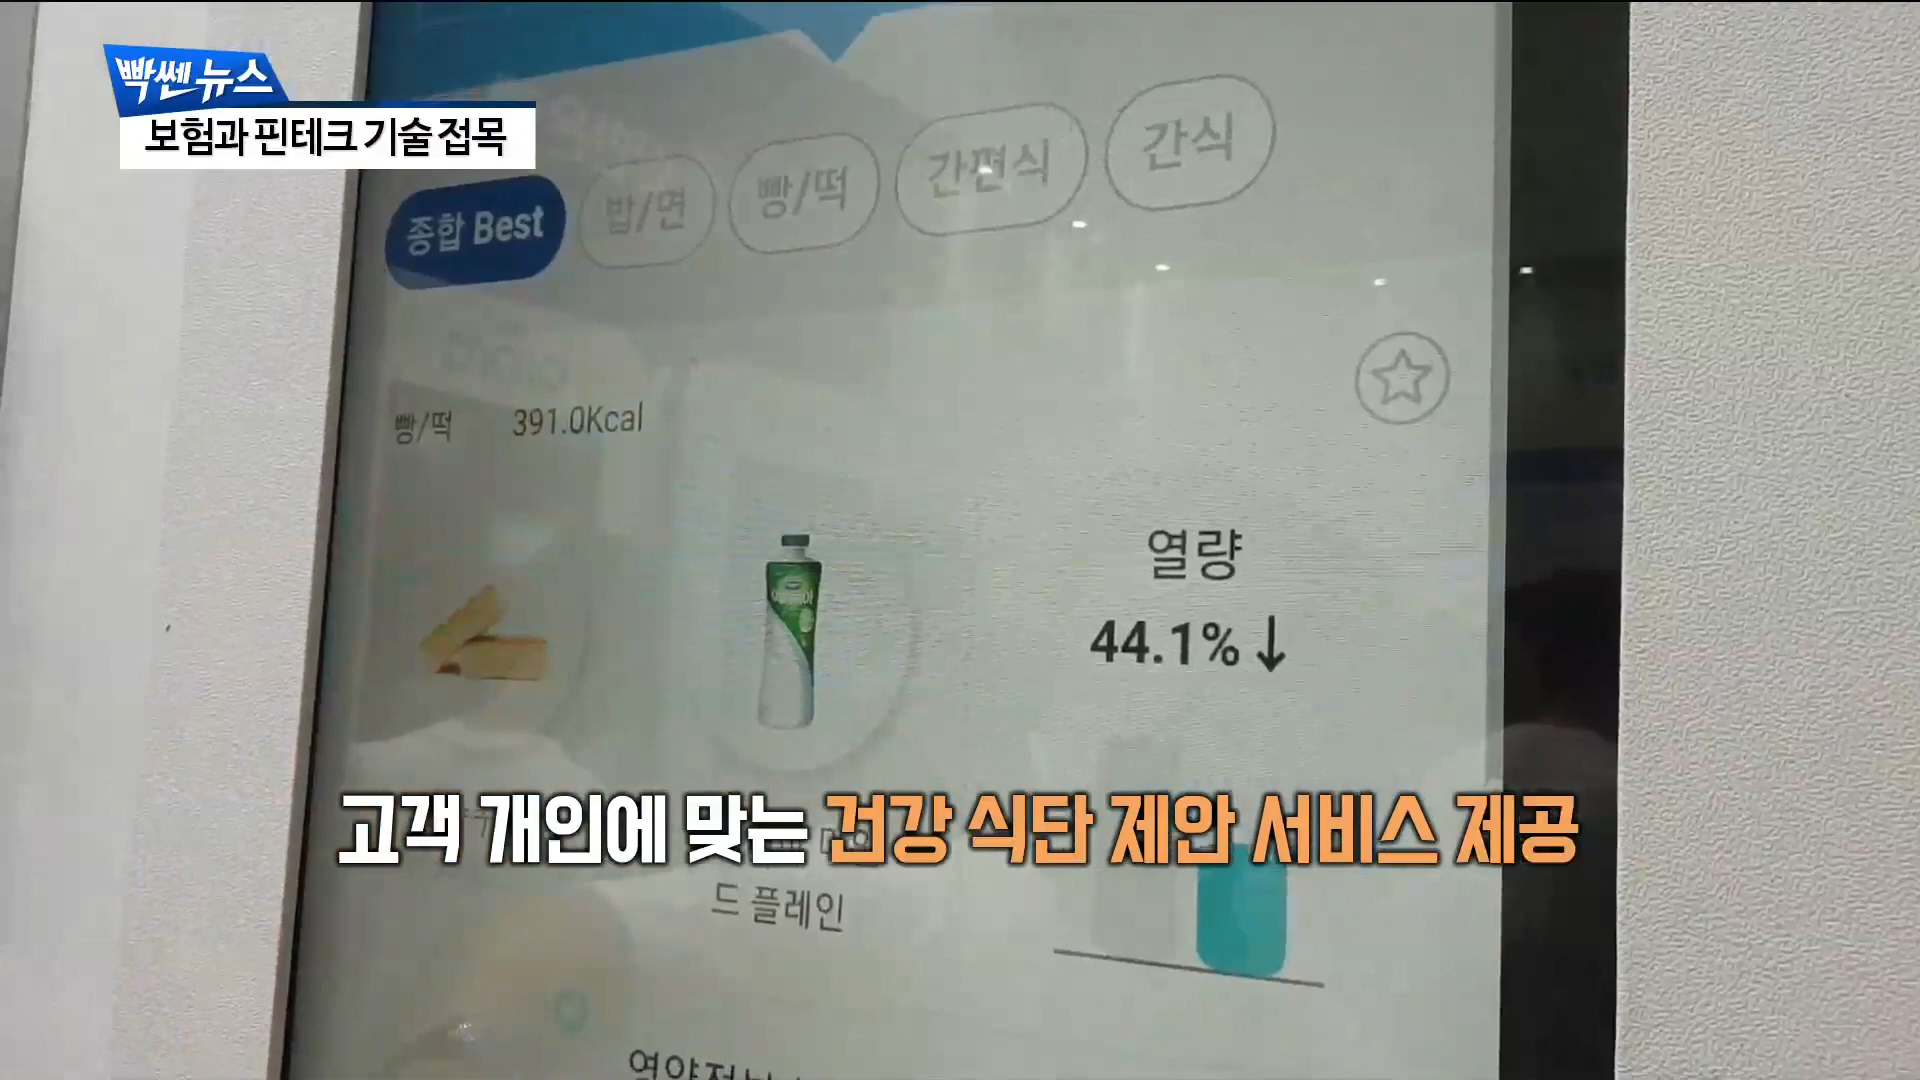 빡쎈뉴스
보험과 핀테크 기술 접목
종합 Best
밥/면
빵/떡
간편식
간식
빵/떡 391.0Kcal
열량
44.1%↓
고객 개인에 맞는 건강 식단 제안 서비스 제공
드 플레인